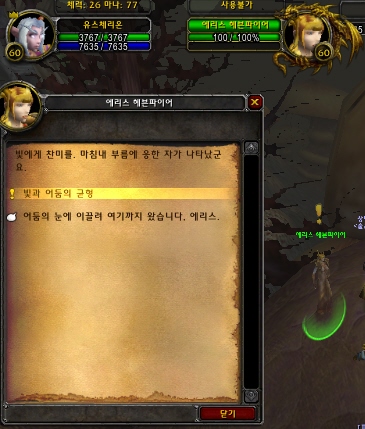 체력: 26 마나: 77
사용불가
유스체리온
에리스 헤븐파이어
3767 / 3767
100 / 100%
7635 / 7635
60
60
에리스 헤븐파이어
빛에게 찬미를. 마침내 부름에 응한 자가 나타났군
요.
빛과 어둠의 균형
어둠의 눈에 이끌려 여기까지 왔습니다, 에리스.
에리스 헤븐파이어
닫기